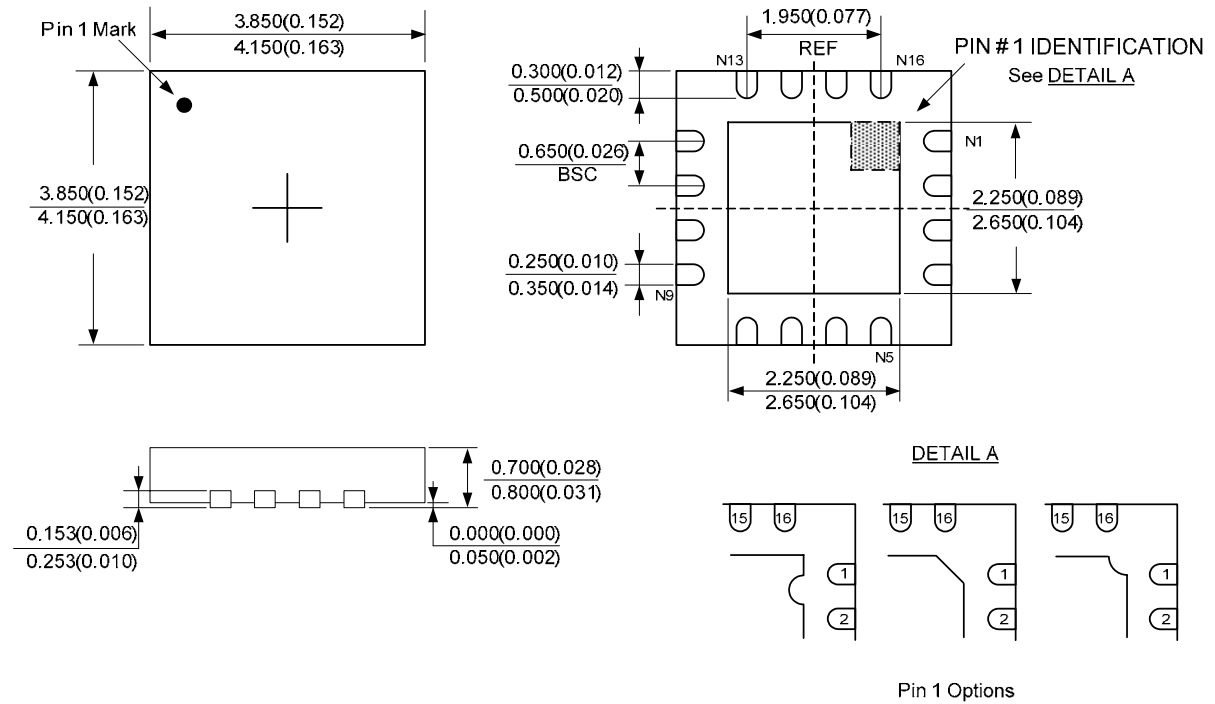 Pin 1 Mark
3.850(0.152)
4.150(0.163)
3.850(0.152)
4.150(0.163)
1.950(0.077)
REF
N13
N16
PIN # 1 IDENTIFICATION
See DETAIL A
0.300(0.012)
0.500(0.020)
0.650(0.026)
BSC
N1
2.250(0.089)
2.650(0.104)
0.250(0.010)
0.350(0.014)
N9
N5
2.250(0.089)
2.650(0.104)
0.700(0.028)
0.800(0.031)
0.153(0.006)
0.253(0.010)
0.000(0.000)
0.050(0.002)
DETAIL A
15 16
1
2
15 16
1
2
15 16
1
2
Pin 1 Options